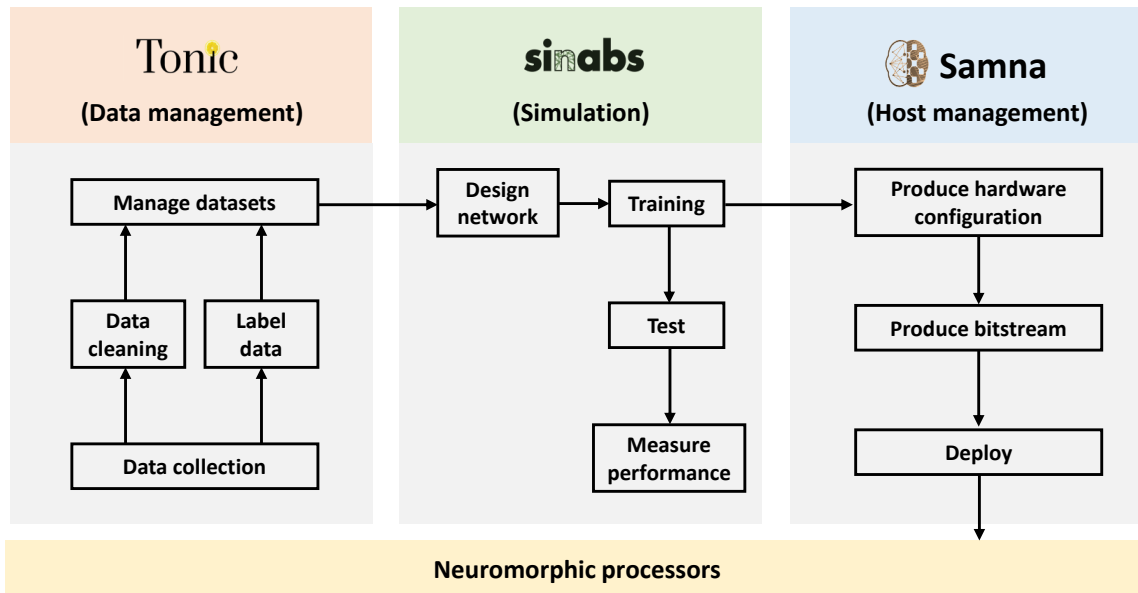 Tonic
(Data management)
Manage datasets
Data
cleaning
Label
data
Data collection
sinabs
(Simulation)
Design
network
Training
Test
Measure
performance
Samna
(Host management)
Produce hardware
configuration
Produce bitstream
Deploy
Neuromorphic processors